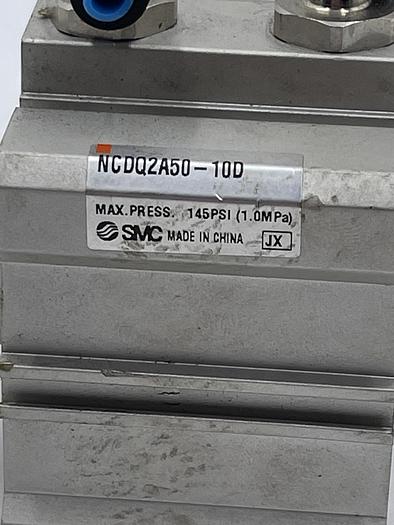 NCDQ2A50-10D
MAX.PRESS. 145PSI (1.0MPa)
SMC MADE IN CHINA JX